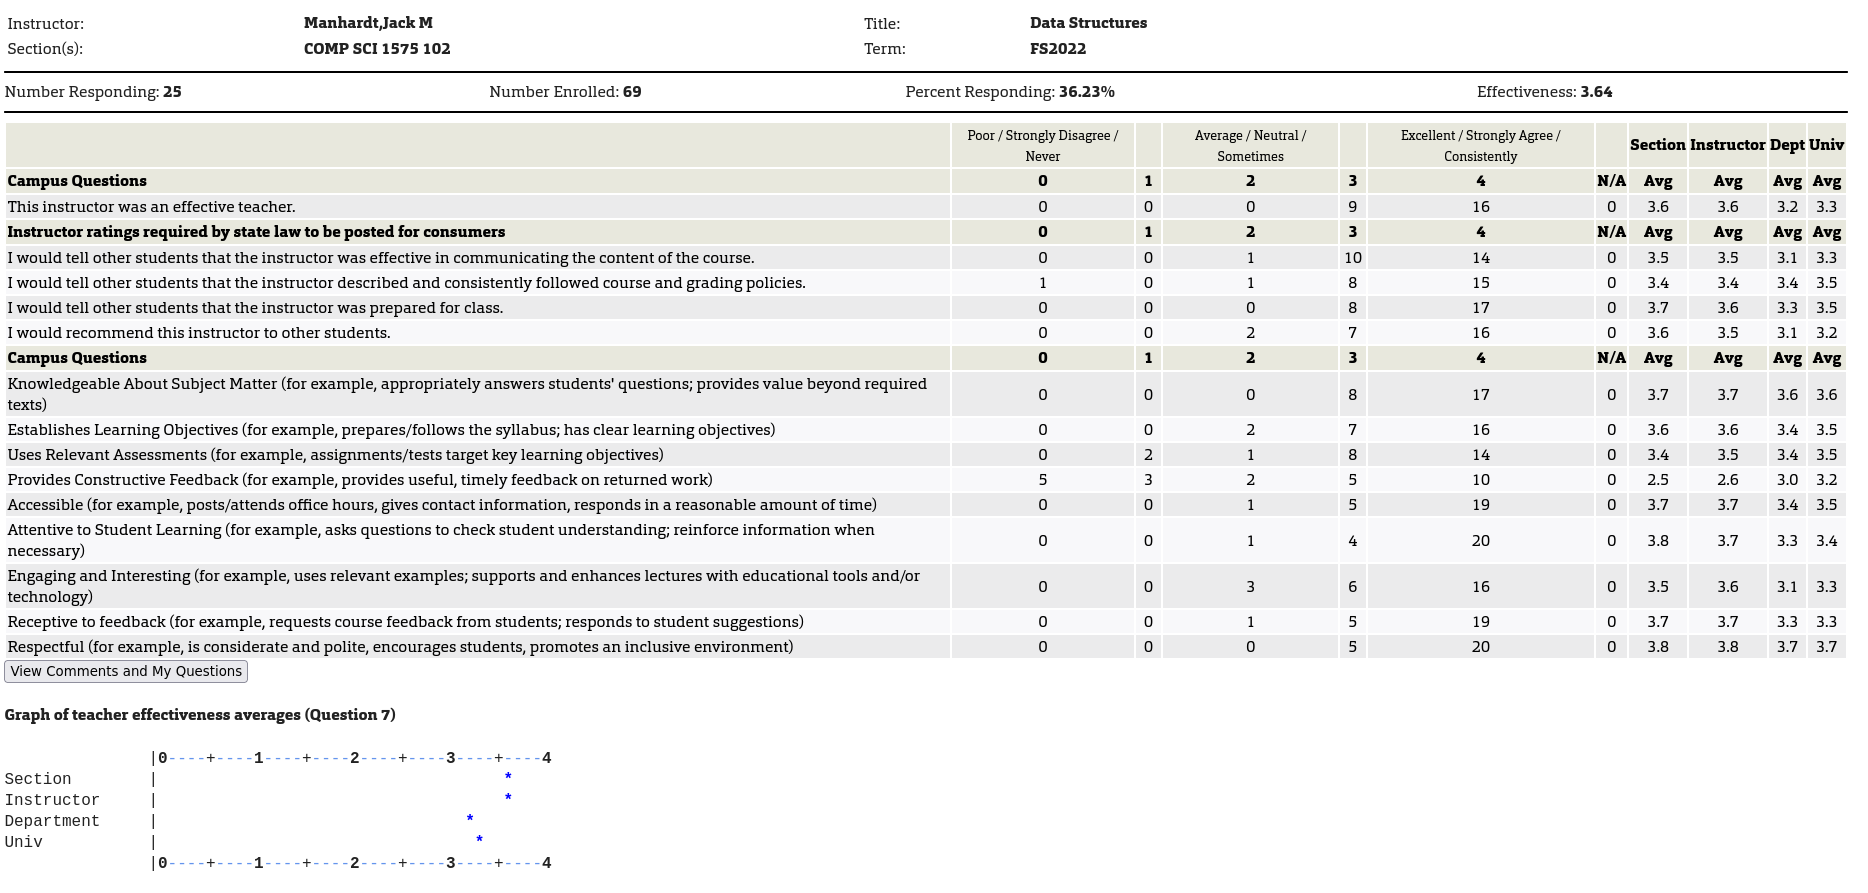 Instructor: Manhardt,Jack M Title: Data Structures
Section(s): COMP SCI 1575 102 Term: FS2022
Number Responding: 25 Number Enrolled: 69 Percent Responding: 36.23% Effectiveness: 3.64
Poor / Strongly Disagree / Average / Neutral / Excellent / Strongly Agree /
Never Sometimes Consistently
Section Instructor Dept Univ
Campus Questions 0 1 2 3 4 N/A Avg Avg Avg Avg
This instructor was an effective teacher. 0 0 0 9 16 0 3.6 3.6 3.2 3.3
Instructor ratings required by state law to be posted for consumers 0 1 2 3 4 N/A Avg Avg Avg Avg
I would tell other students that the instructor was effective in communicating the content of the course. 0 0 1 10 14 0 3.5 3.5 3.1 3.3
I would tell other students that the instructor described and consistently followed course and grading policies. 1 0 1 8 15 0 3.4 3.4 3.4 3.5
I would tell other students that the instructor was prepared for class. 0 0 0 8 17 0 3.7 3.6 3.3 3.5
I would recommend this instructor to other students. 0 0 2 7 16 0 3.6 3.5 3.1 3.2
Campus Questions 0 1 2 3 4 N/A Avg Avg Avg Avg
Knowledgeable About Subject Matter (for example, appropriately answers students' questions; provides value beyond required
texts) 0 0 0 8 17 0 3.7 3.7 3.6 3.6
Establishes Learning Objectives (for example, prepares/follows the syllabus; has clear learning objectives) 0 0 2 7 16 0 3.6 3.6 3.4 3.5
Uses Relevant Assessments (for example, assignments/tests target key learning objectives) 0 2 1 8 14 0 3.4 3.5 3.4 3.5
Provides Constructive Feedback (for example, provides useful, timely feedback on returned work) 5 3 2 5 10 0 2.5 2.6 3.0 3.2
Accessible (for example, posts/attends office hours, gives contact information, responds in a reasonable amount of time) 0 0 1 5 19 0 3.7 3.7 3.4 3.5
Attentive to Student Learning (for example, asks questions to check student understanding; reinforce information when
necessary) 0 0 1 4 20 0 3.8 3.7 3.3 3.4
Engaging and Interesting (for example, uses relevant examples; supports and enhances lectures with educational tools and/or
technology) 0 0 3 6 16 0 3.5 3.6 3.1 3.3
Receptive to feedback (for example, requests course feedback from students; responds to student suggestions) 0 0 1 5 19 0 3.7 3.7 3.3 3.3
Respectful (for example, is considerate and polite, encourages students, promotes an inclusive environment) 0 0 0 5 20 0 3.8 3.8 3.7 3.7
View Comments and My Questions
Graph of teacher effectiveness averages (Question 7)
|0----+----1----+----2----+----3----+----4
Section | *
Instructor | *
Department | *
Univ | *
|0----+----1----+----2----+----3----+----4